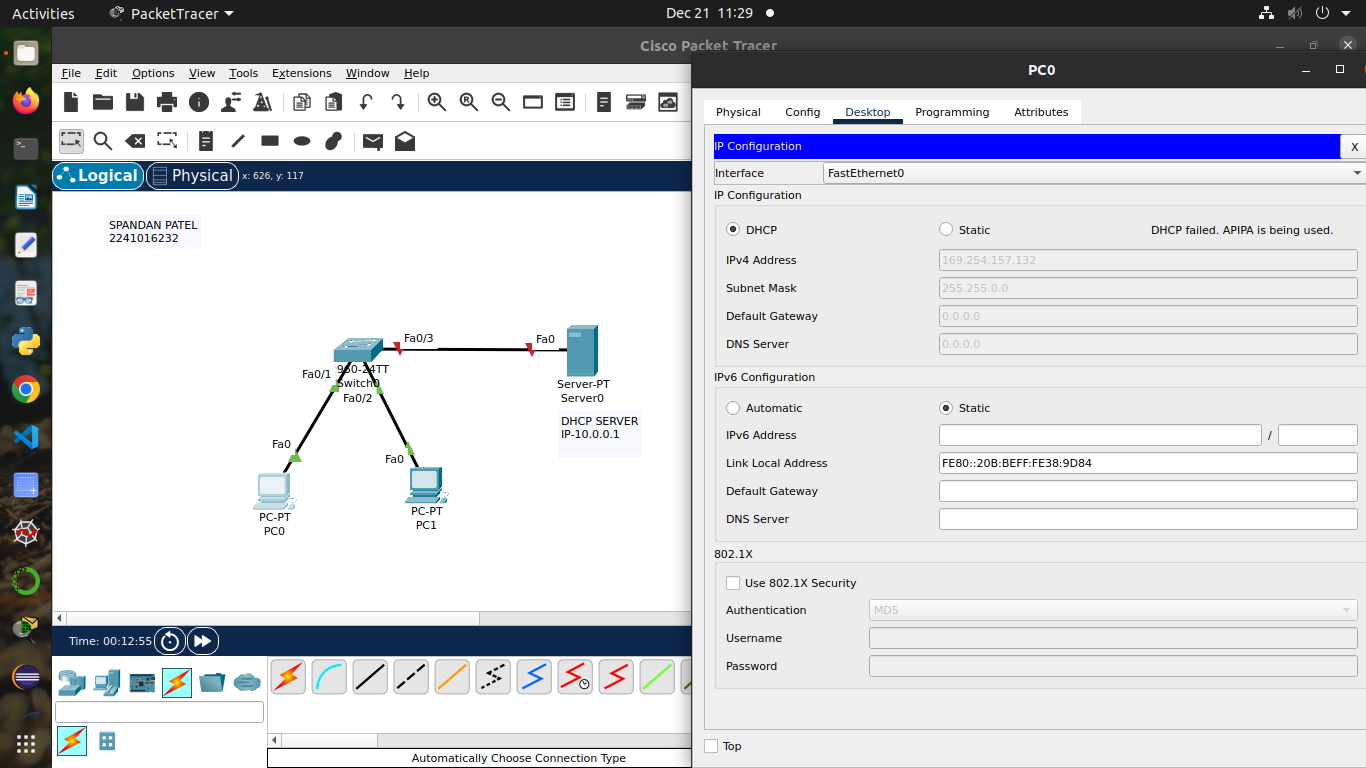 Activities
PacketTracer
Dec 21 11:29
Cisco Packet Tracer
File Edit Options View Tools Extensions Window Help
Logical
Physical
x: 626, y: 117
SPANDAN PATEL
2241016232
Fa0/3
Fa0
Fa0/1
960-24TT
Switch0
Fa0/2
Server-PT
Server0
DHCP SERVER
IP-10.0.0.1
Fa0
Fa0
PC-PT
PC0
PC-PT
PC1
Time: 00:12:55
Automatically Choose Connection Type
PC0
Physical Config Desktop Programming Attributes
IP Configuration
X
Interface FastEthernet0
IP Configuration
DHCP Static DHCP failed. APIPA is being used.
IPv4 Address 169.254.157.132
Subnet Mask 255.255.0.0
Default Gateway 0.0.0.0
DNS Server 0.0.0.0
IPv6 Configuration
Automatic Static
IPv6 Address /
Link Local Address FE80::20B:BEFF:FE38:9D84
Default Gateway
DNS Server
802.1X
Use 802.1X Security
Authentication MD5
Username
Password
Top